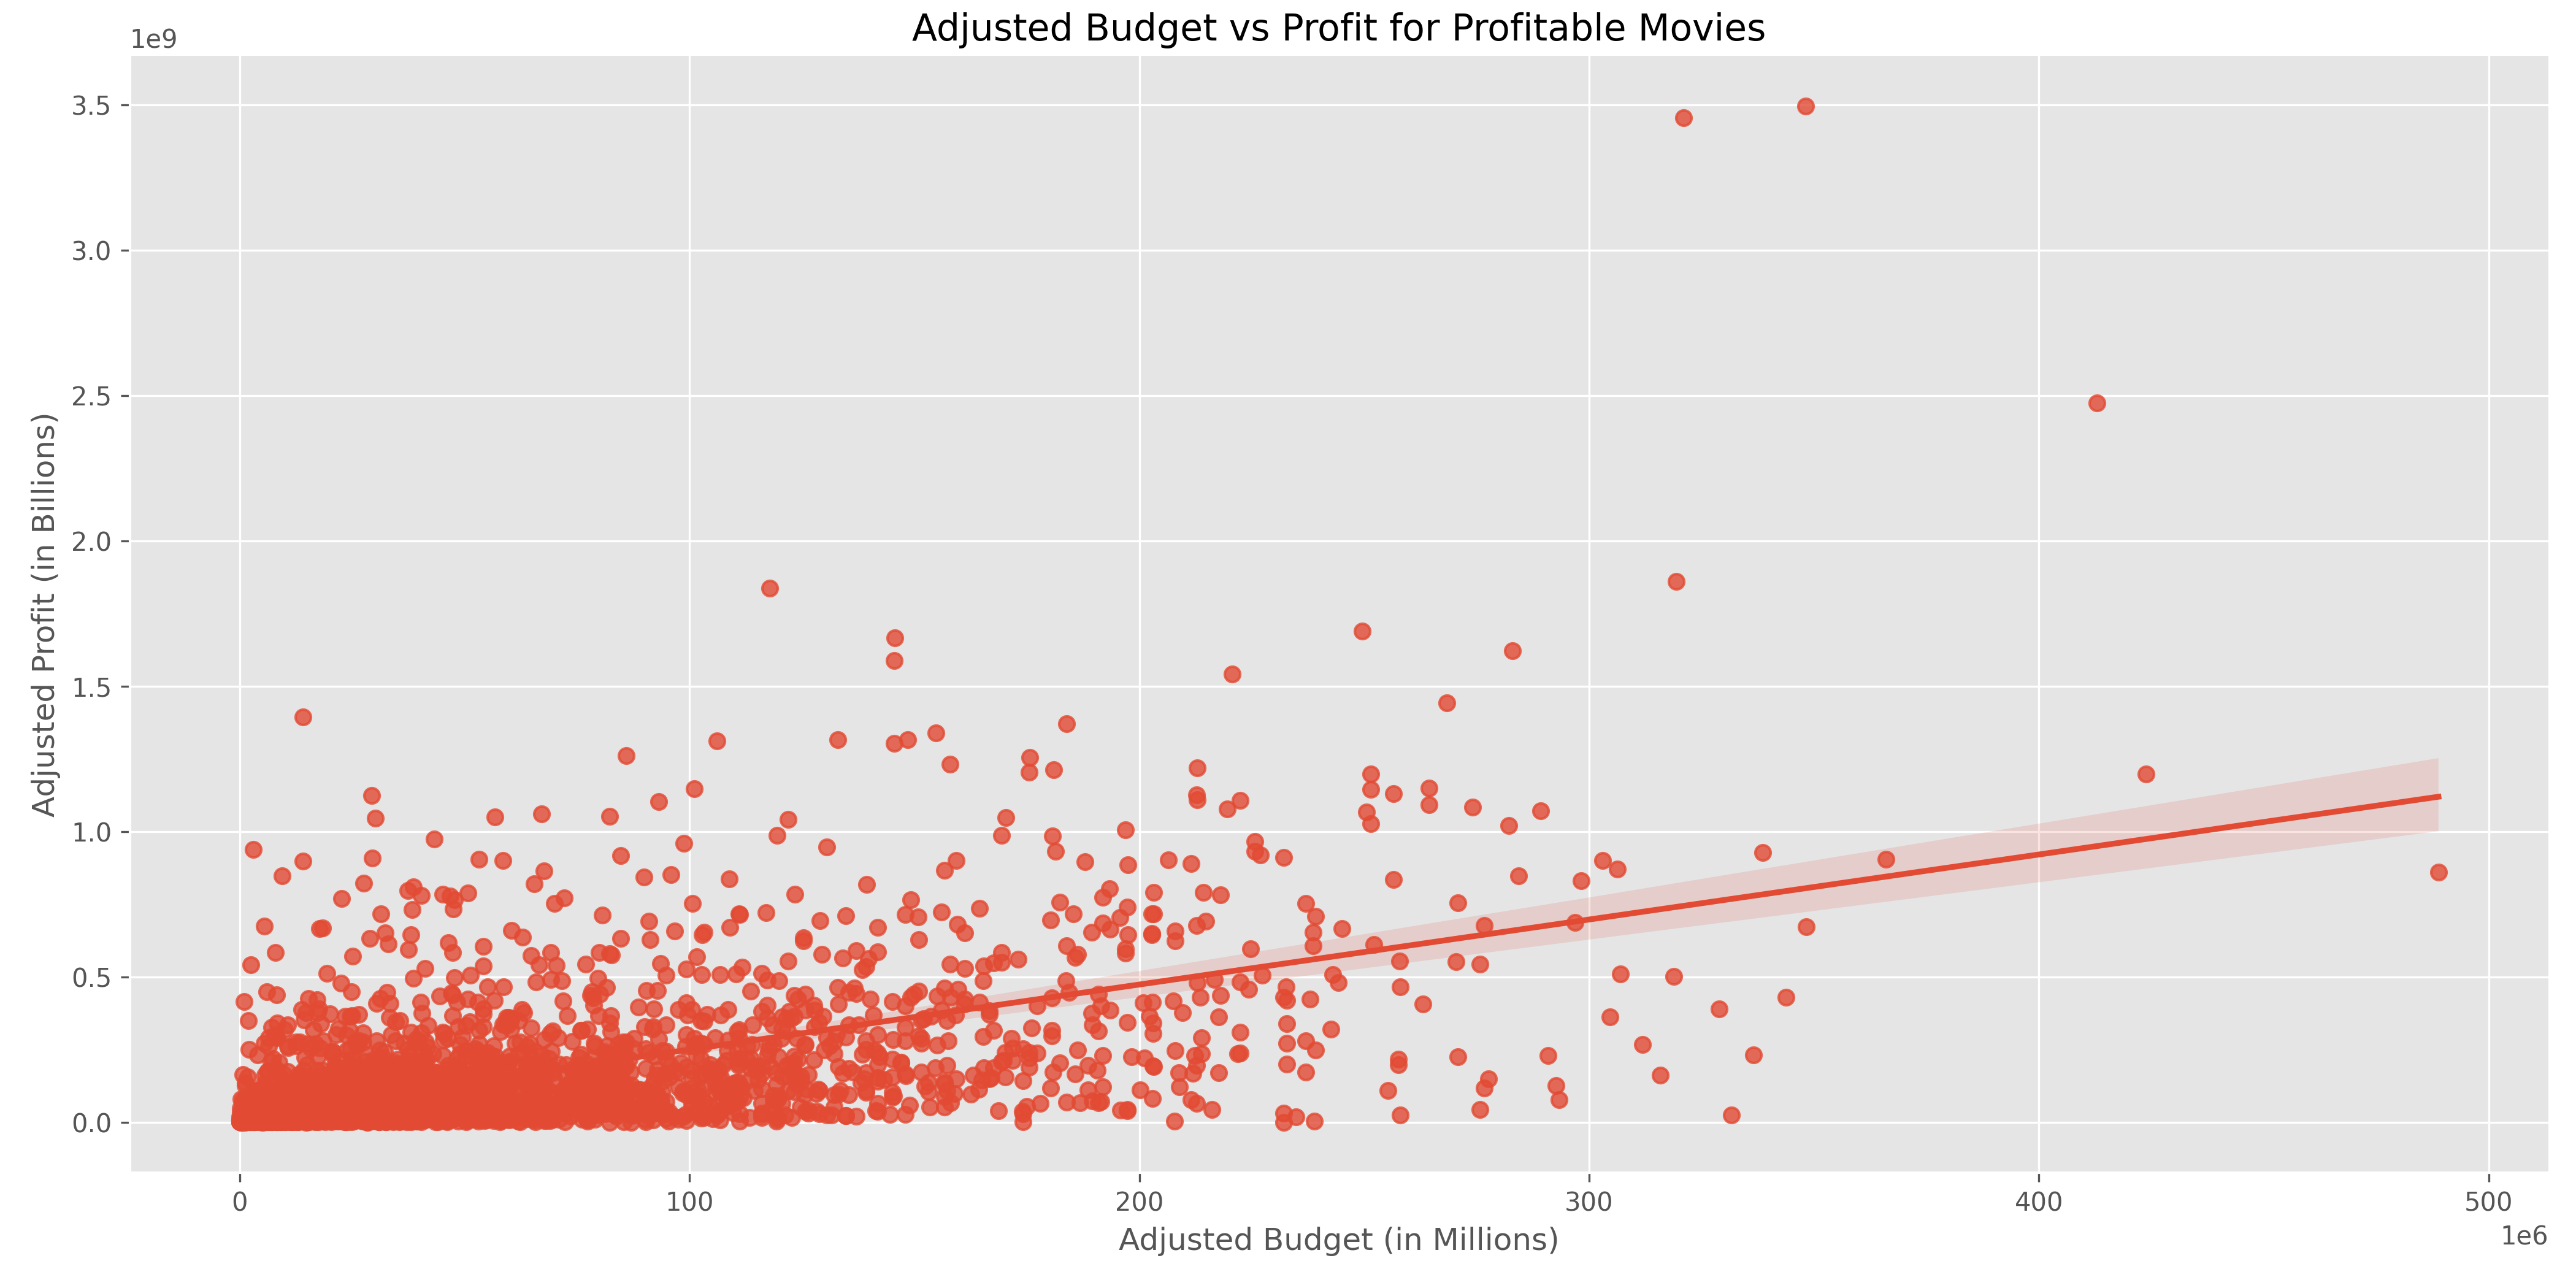 Adjusted Budget vs Profit for Profitable Movies
1e9
3.5
3.0
2.5
2.0
1.5
1.0
0.5
0.0
Adjusted Profit (in Billions)
0 100 200 300 400 500
1e6
Adjusted Budget (in Millions)